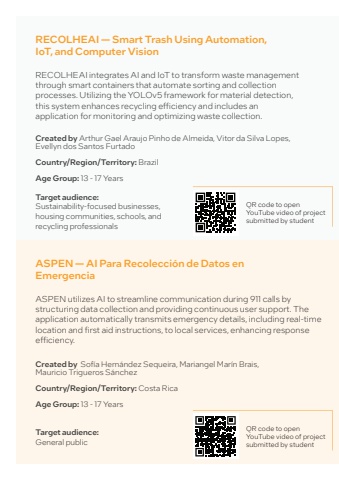 RECOLHEAI — Smart Trash Using Automation,
IoT, and Computer Vision
RECOLHEAI integrates AI and IoT to transform waste management
through smart containers that automate sorting and collection
processes. Utilizing the YOLOv5 framework for material detection,
this system enhances recycling efficiency and includes an
application for monitoring and optimizing waste collection.
Created by Arthur Gael Araujo Pinho de Almeida, Vitor da Silva Lopes,
Evellyn dos Santos Furtado
Country/Region/Territory: Brazil
Age Group: 13 - 17 Years
Target audience:
Sustainability-focused businesses,
housing communities, schools, and
recycling professionals
QR code to open
YouTube video of project
submitted by student
ASPEN — AI Para Recolección de Datos en
Emergencia
ASPEN utilizes AI to streamline communication during 911 calls by
structuring data collection and providing continuous user support. The
application automatically transmits emergency details, including real-time
location and first aid instructions, to local services, enhancing response
efficiency.
Created by Sofía Hernández Sequeira, Mariangel Marín Brais,
Mauricio Trigueros Sánchez
Country/Region/Territory: Costa Rica
Age Group: 13 - 17 Years
Target audience:
General public
QR code to open
YouTube video of project
submitted by student